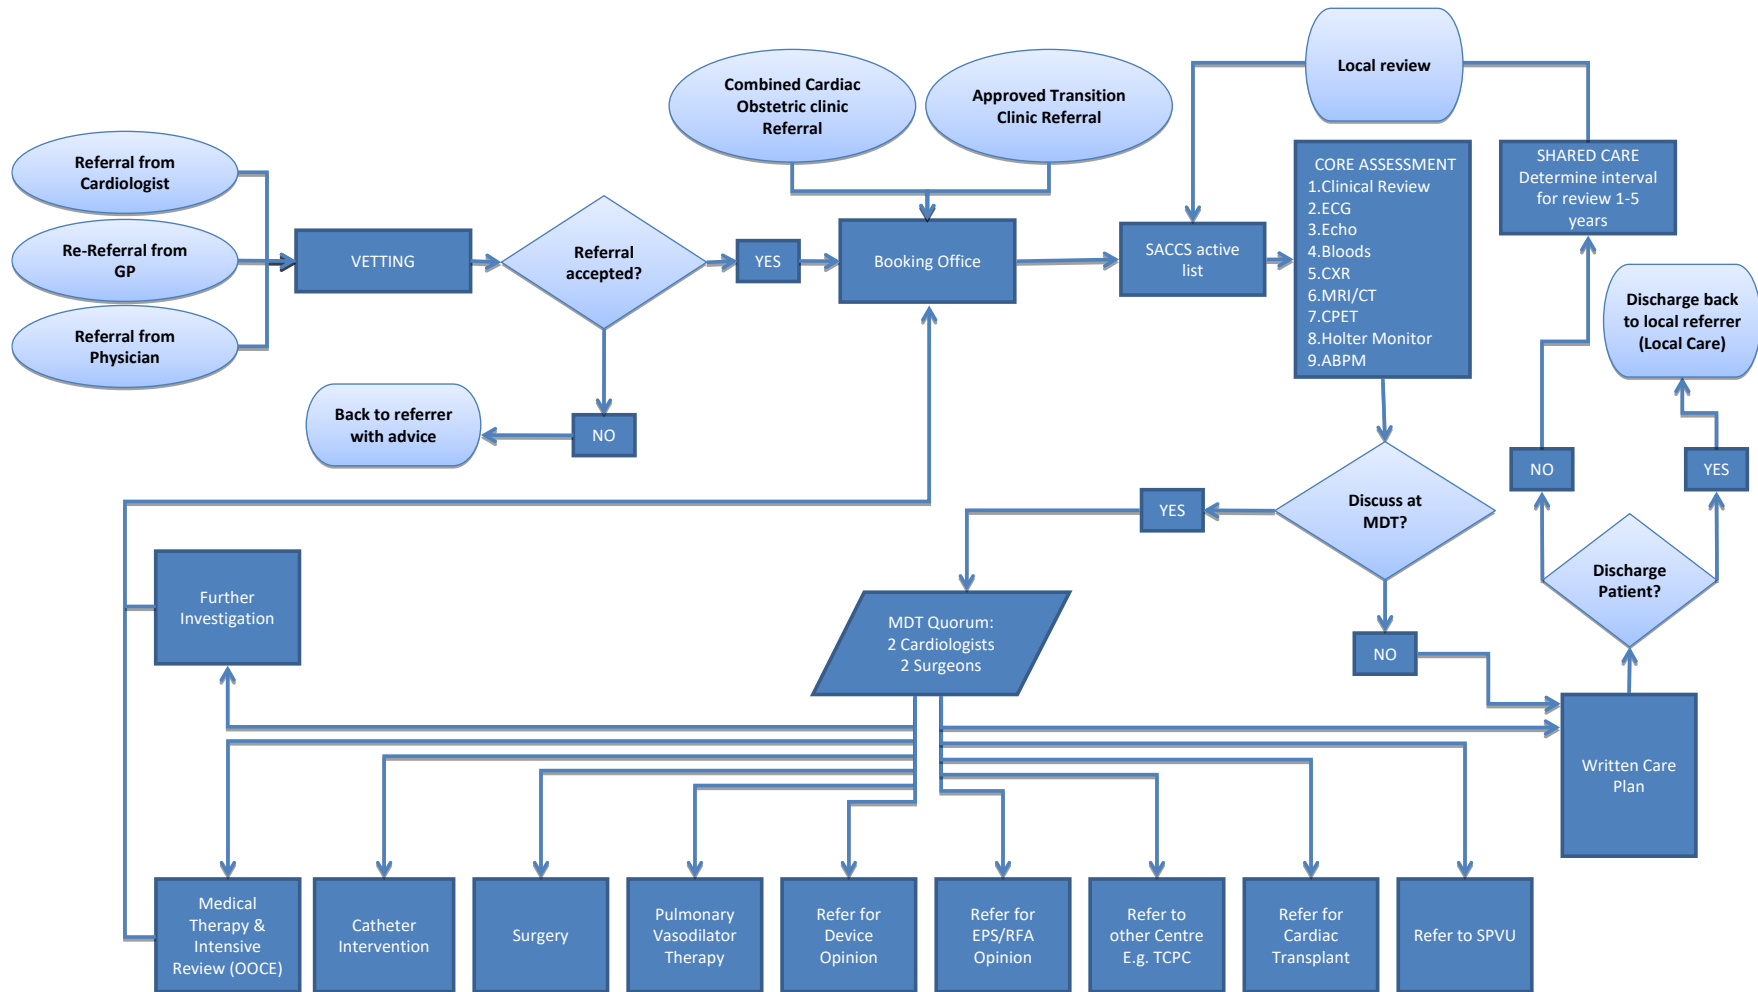 Combined Cardiac
Obstetric clinic
Referral
Approved Transition
Clinic Referral
Local review
Referral from
Cardiologist
Re-Referral from
GP
Referral from
Physician
VETTING
Referral
accepted?
YES
Booking Office
SACCS active
list
CORE ASSESSMENT
1.Clinical Review
2.ECG
3.Echo
4.Bloods
5.CXR
6.MRI/CT
7.CPET
8.Holter Monitor
9.ABPM
SHARED CARE
Determine interval
for review 1-5
years
Discharge back
to local referrer
(Local Care)
Back to referrer
with advice
NO
NO
YES
YES
Discuss at
MDT?
Discharge
Patient?
Further
Investigation
MDT Quorum:
2 Cardiologists
2 Surgeons
NO
Written Care
Plan
Medical
Therapy &
Intensive
Review (OOCE)
Catheter
Intervention
Surgery
Pulmonary
Vasodilator
Therapy
Refer for
Device
Opinion
Refer for
EPS/RFA
Opinion
Refer to
other Centre
E.g. TCPC
Refer for
Cardiac
Transplant
Refer to SPVU